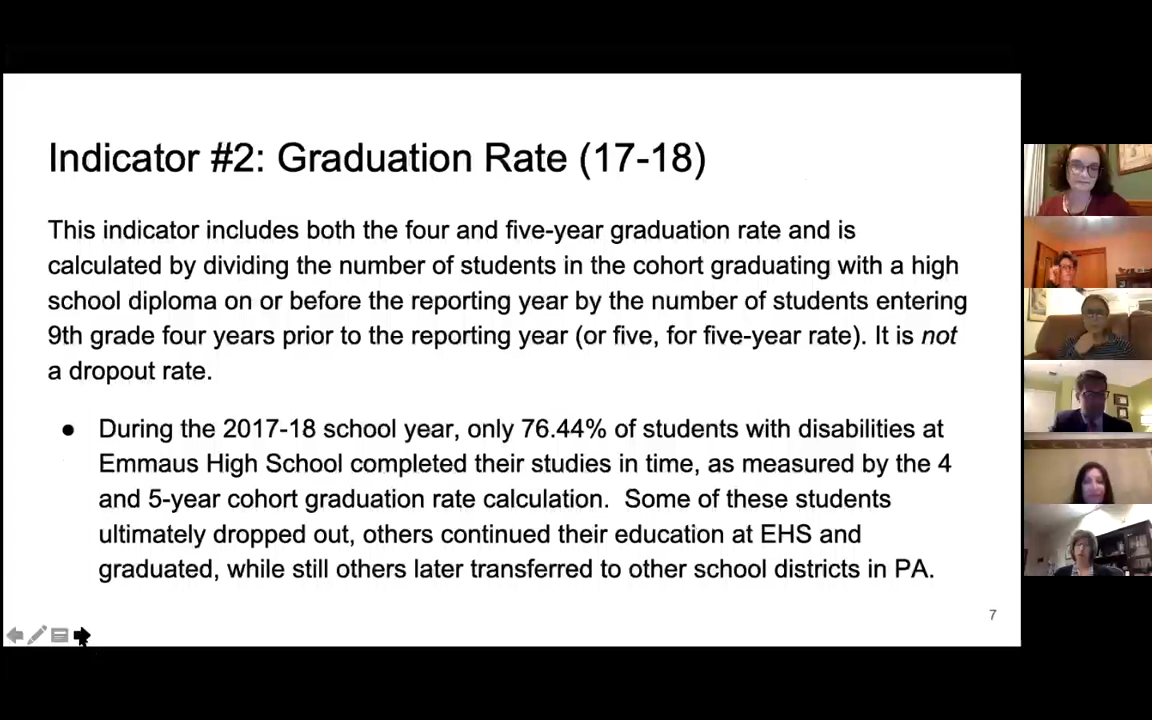 Indicator #2: Graduation Rate (17-18)
This indicator includes both the four and five-year graduation rate and is
calculated by dividing the number of students in the cohort graduating with a high
school diploma on or before the reporting year by the number of students entering
9th grade four years prior to the reporting year (or five, for five-year rate). It is not
a dropout rate.
● During the 2017-18 school year, only 76.44% of students with disabilities at
Emmaus High School completed their studies in time, as measured by the 4
and 5-year cohort graduation rate calculation.  Some of these students
ultimately dropped out, others continued their education at EHS and
graduated, while still others later transferred to other school districts in PA.
7